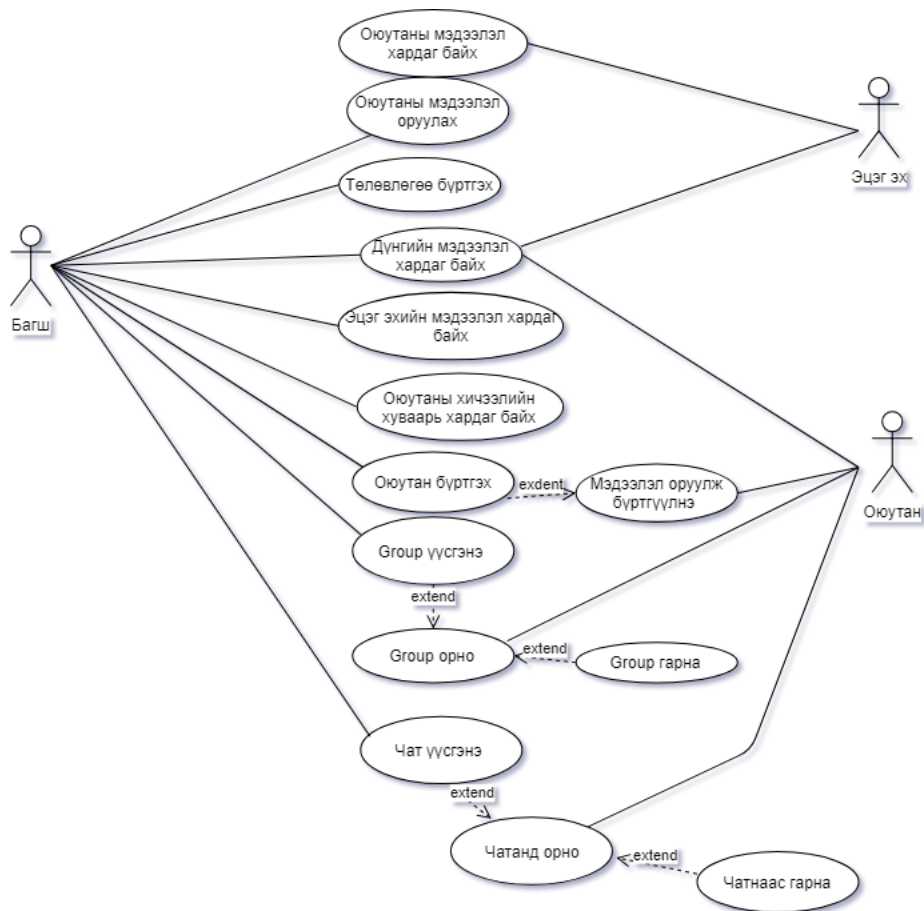 Оюутаны мэдээлэл
хардаг байх
Оюутаны мэдээлэл
оруулах
Эцэг эх
Төлөвлөгөө бүртгэх
Дүнгийн мэдээлэл
хардаг байх
Багш
Эцэг эхийн мэдээлэл хардаг
байх
Оюутаны хичээлийн
хуваарь хардаг байх
Оюутан бүртгэх
exdent
Мэдээлэл оруулж
бүртгүүлнэ
Оюутан
Group үүсгэнэ
extend
Group орно
extend
Group гарна
Чат үүсгэнэ
extend
Чатанд орно
extend
Чатнаас гарна